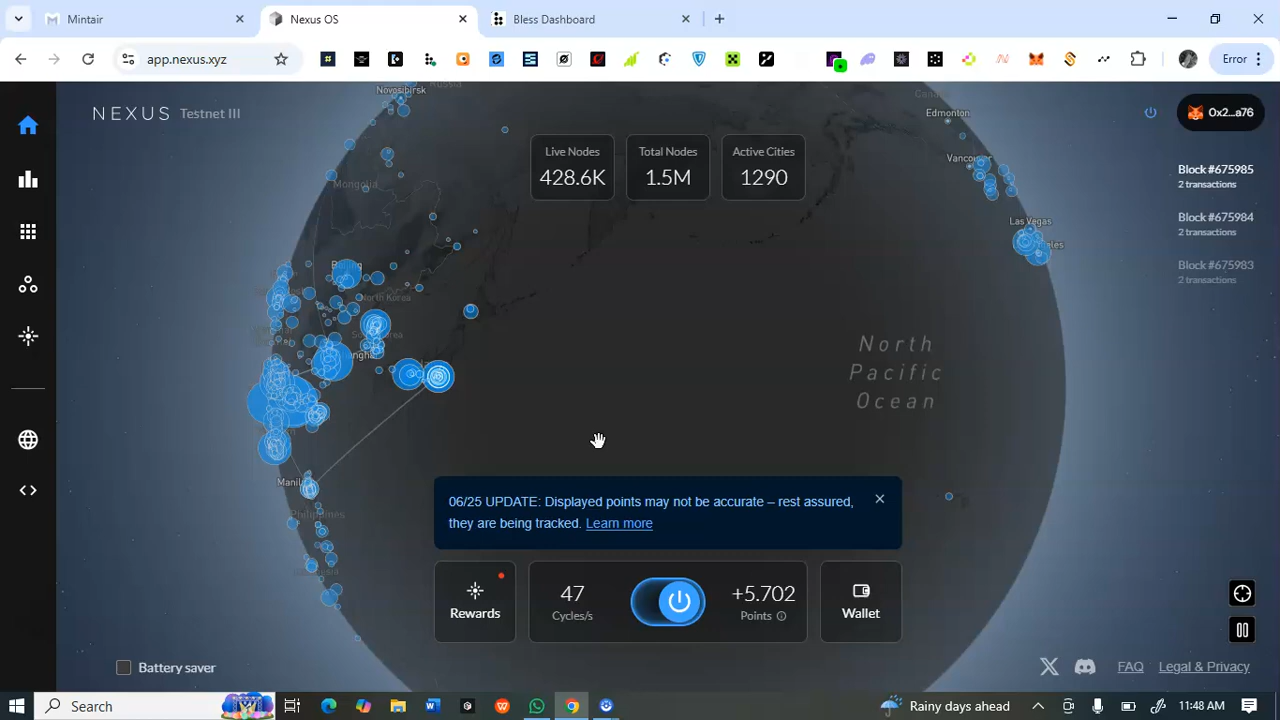 Mintair
Nexus OS
Bless Dashboard
app.nexus.xyz
Error
NEXUS Testnet III
0x2...a76
Novosibirsk
Russia
Mongolia
Beijing
North Korea
Manila
Philippines
Live Nodes
428.6K
Total Nodes
1.5M
Active Cities
1290
Edmonton
Vancouver
Las Vegas
North
Pacific
Ocean
Block #675985
2 transactions
Block #675984
2 transactions
Block #675983
2 transactions
06/25 UPDATE: Displayed points may not be accurate – rest assured,
they are being tracked. Learn more
Rewards
47
Cycles/s
+5.702
Points
Wallet
Battery saver
FAQ
Legal & Privacy
Search
Rainy days ahead
11:48 AM